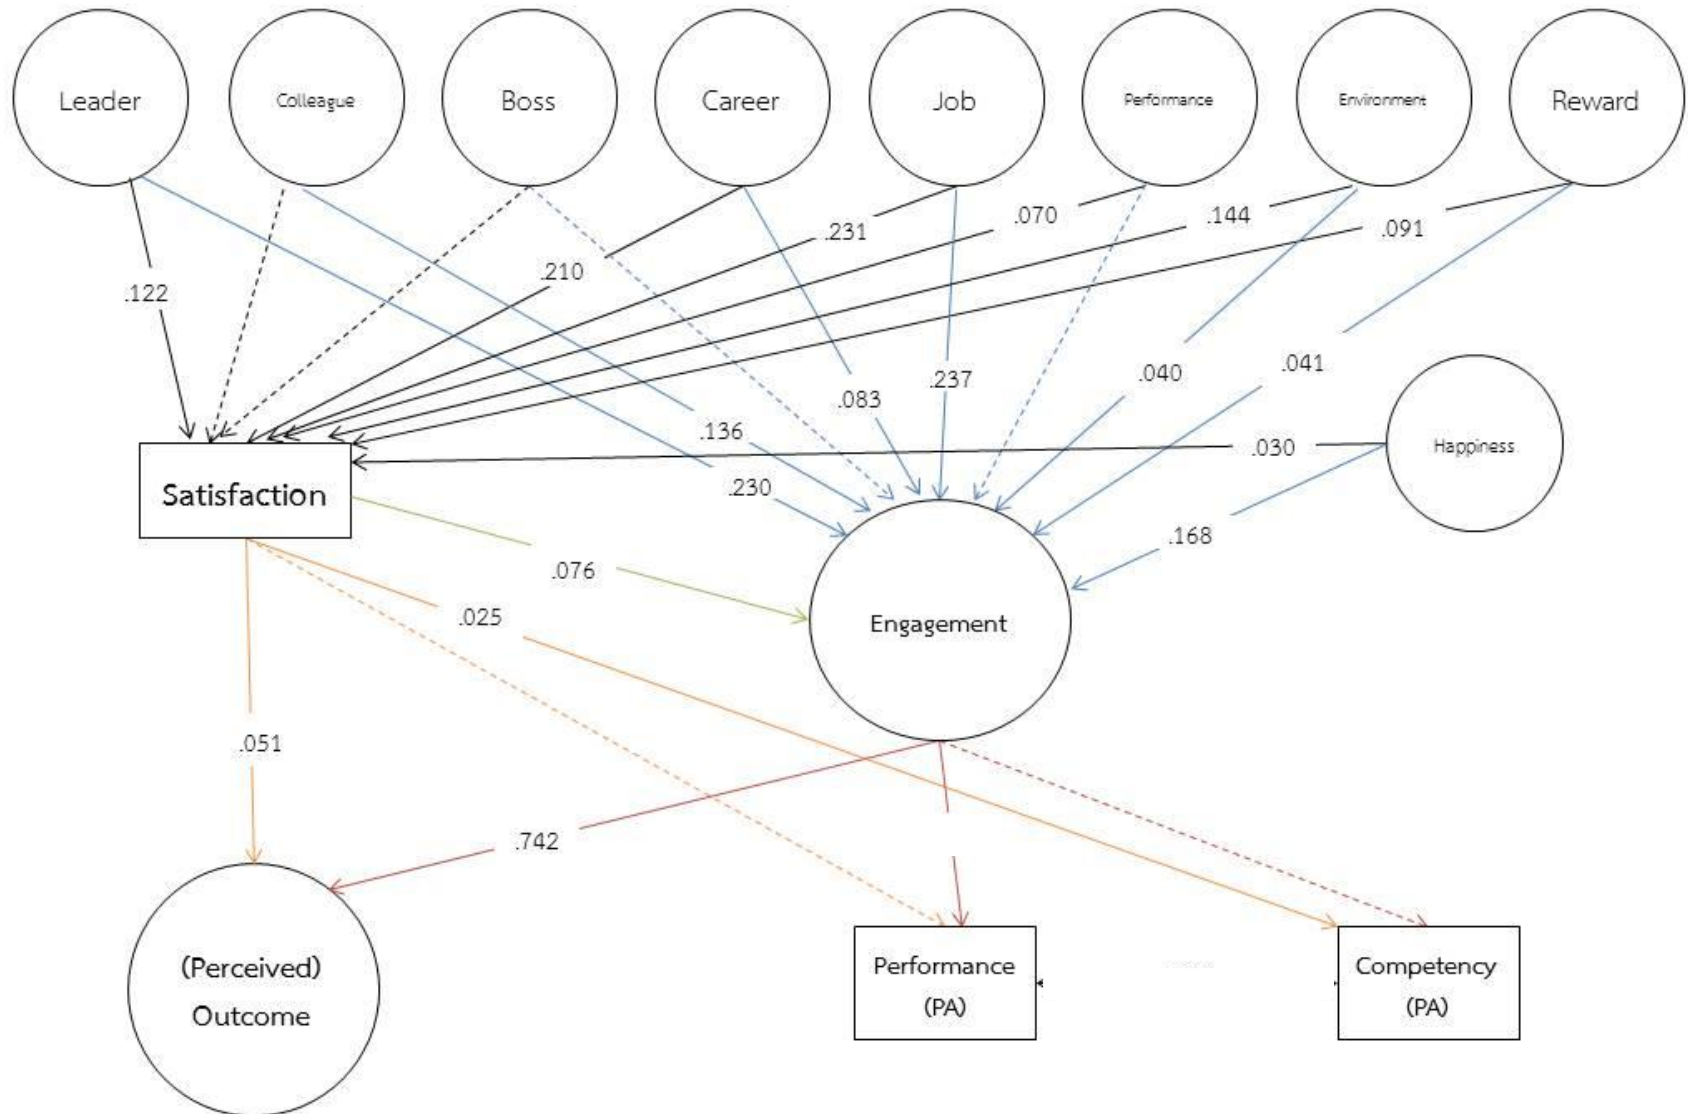 Leader
Colleague
Boss
Career
Job
Performance
Environment
Reward
.231
.070
.144
.091
.210
.122
.237
.083
.040
.041
.136
.230
.030
Happiness
.168
Satisfaction
.076
.025
Engagement
.051
.742
(Perceived)
Outcome
Performance
(PA)
Competency
(PA)